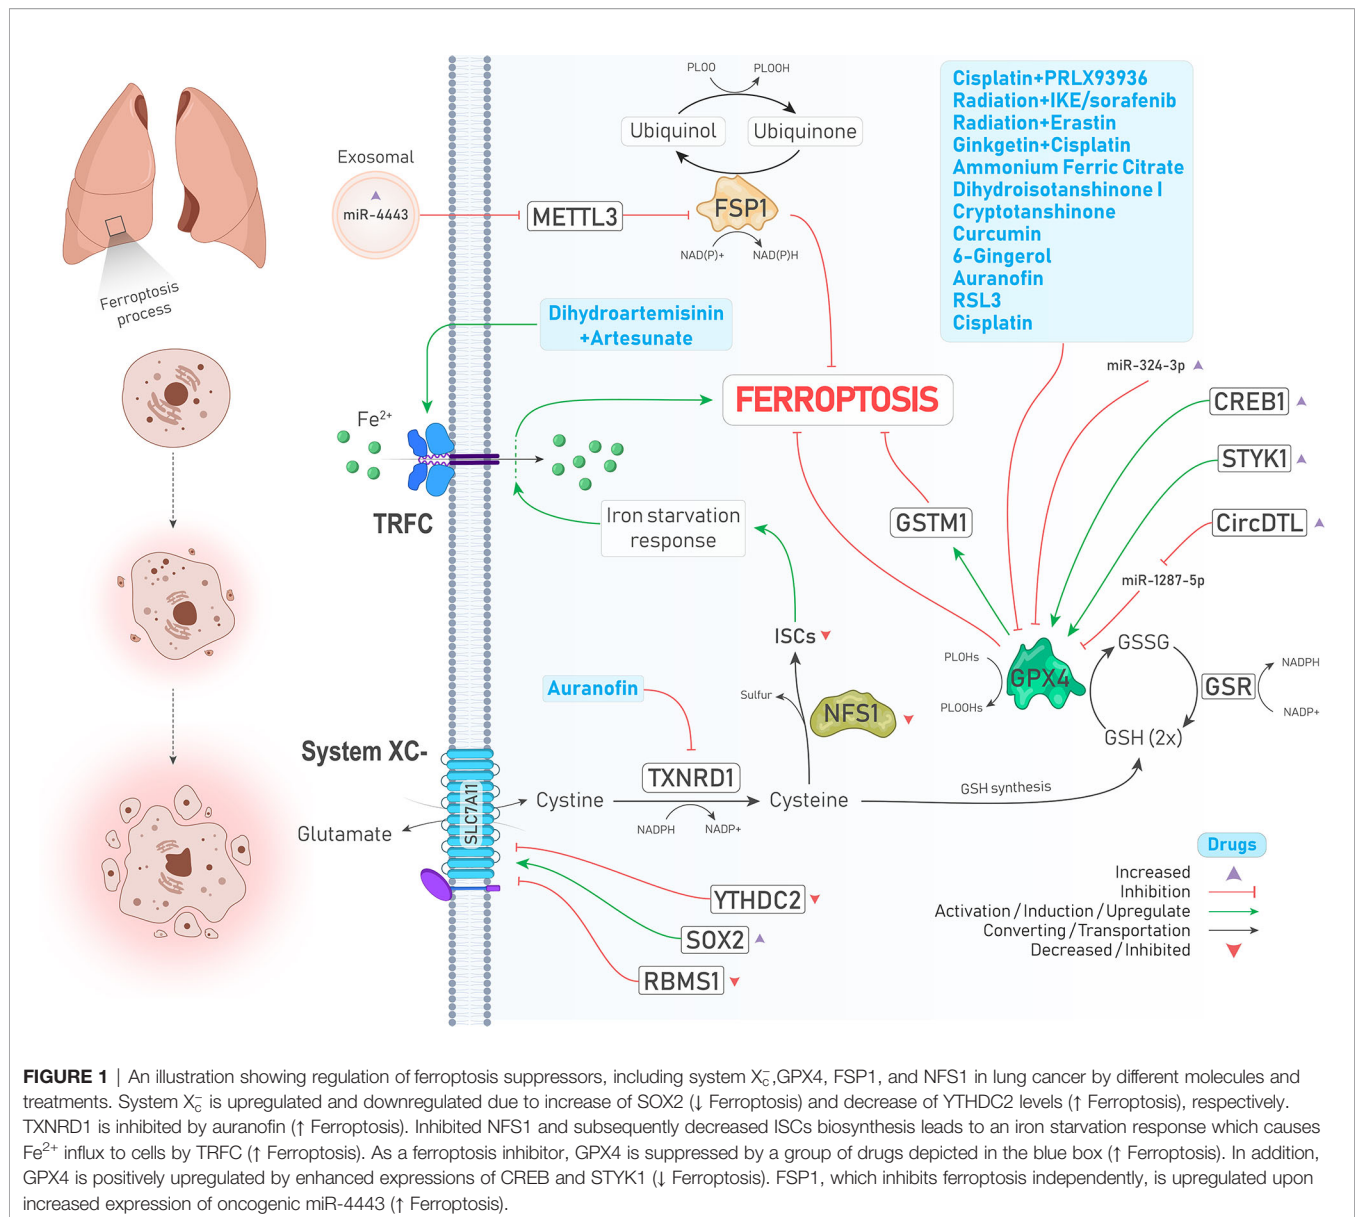 Exosomal
miR-4443
METTL3
PLOO
PLOOH
Ubiquinol
Ubiquinone
FSP1
NAD(P)+
NAD(P)H
Cisplatin+PRLX93936
Radiation+IKE/sorafenib
Radiation+Erastin
Ginkgetin+Cisplatin
Ammonium Ferric Citrate
Dihydroisotanshinone I
Cryptotanshinone
Curcumin
6-Gingerol
Auranofin
RSL3
Cisplatin
Ferroptosis
process
Dihydroartemisinin
+Artesunate
Fe2+
TRFC
FERROPTOSIS
miR-324-3p
CREB1
STYK1
CircDTL
miR-1287-5p
Iron starvation
response
GSTM1
ISCs
Sulfur
NFS1
PLOHs
PLOOHs
GPX4
GSSG
GSR
NADPH
NADP+
GSH (2x)
Auranofin
System XC-
SLC7A11
Glutamate
Cystine
TXNRD1
NADPH
NADP+
Cysteine
GSH synthesis
YTHDC2
SOX2
RBMS1
Drugs
Increased
Inhibition
Activation / Induction / Upregulate
Converting / Transportation
Decreased / Inhibited
FIGURE 1 | An illustration showing regulation of ferroptosis suppressors, including system Xc−,GPX4, FSP1, and NFS1 in lung cancer by different molecules and
treatments. System Xc− is upregulated and downregulated due to increase of SOX2 (↓ Ferroptosis) and decrease of YTHDC2 levels (↑ Ferroptosis), respectively.
TXNRD1 is inhibited by auranofin (↑ Ferroptosis). Inhibited NFS1 and subsequently decreased ISCs biosynthesis leads to an iron starvation response which causes
Fe2+ influx to cells by TRFC (↑ Ferroptosis). As a ferroptosis inhibitor, GPX4 is suppressed by a group of drugs depicted in the blue box (↑ Ferroptosis). In addition,
GPX4 is positively upregulated by enhanced expressions of CREB and STYK1 (↓ Ferroptosis). FSP1, which inhibits ferroptosis independently, is upregulated upon
increased expression of oncogenic miR-4443 (↑ Ferroptosis).